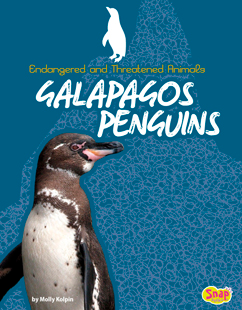 Endangered and Threatened Animals
GALAPAGOS
PENGUINS
by Molly Kolpin
Snap